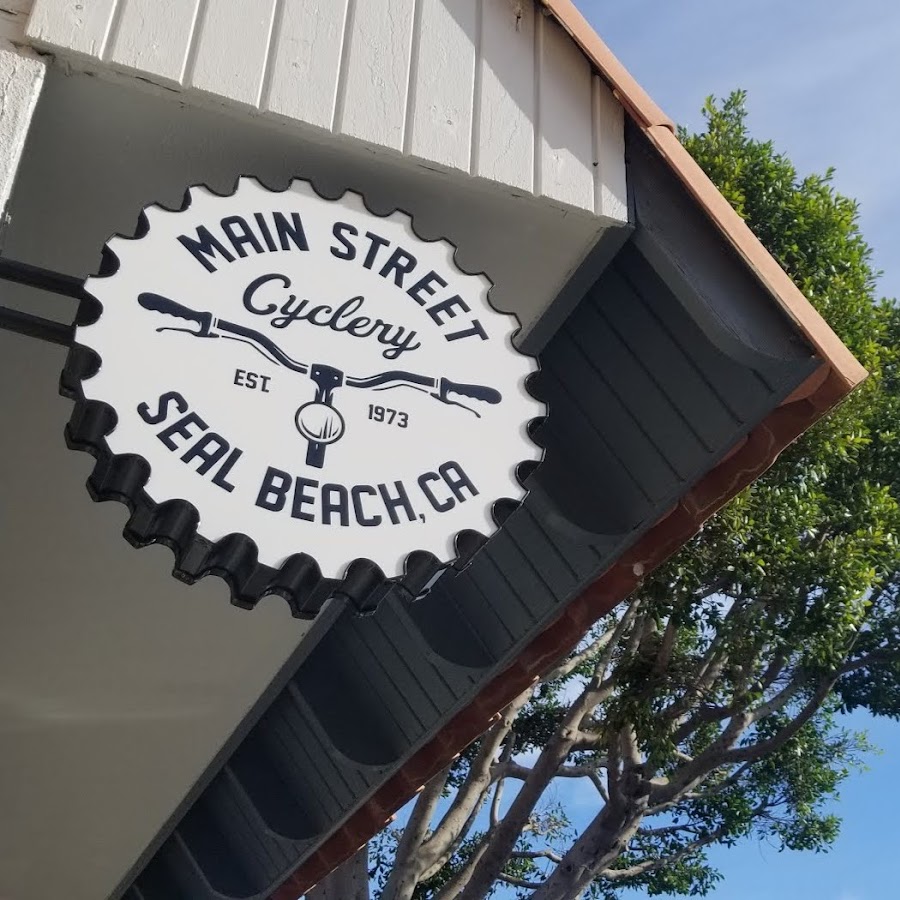 MAIN STREET
Cyclery
EST. 1973
SEAL BEACH, CA